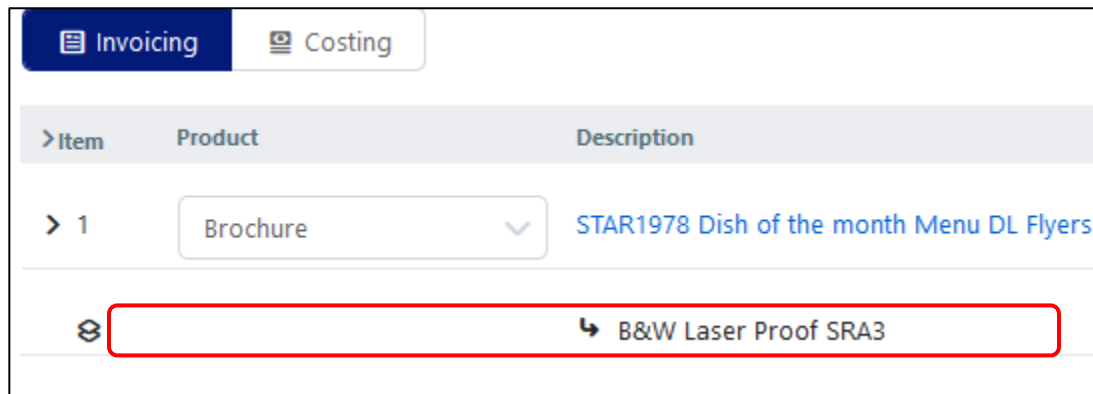 Invoicing Costing
Item Product Description
1 Brochure STAR1978 Dish of the month Menu DL Flyers
B&W Laser Proof SRA3